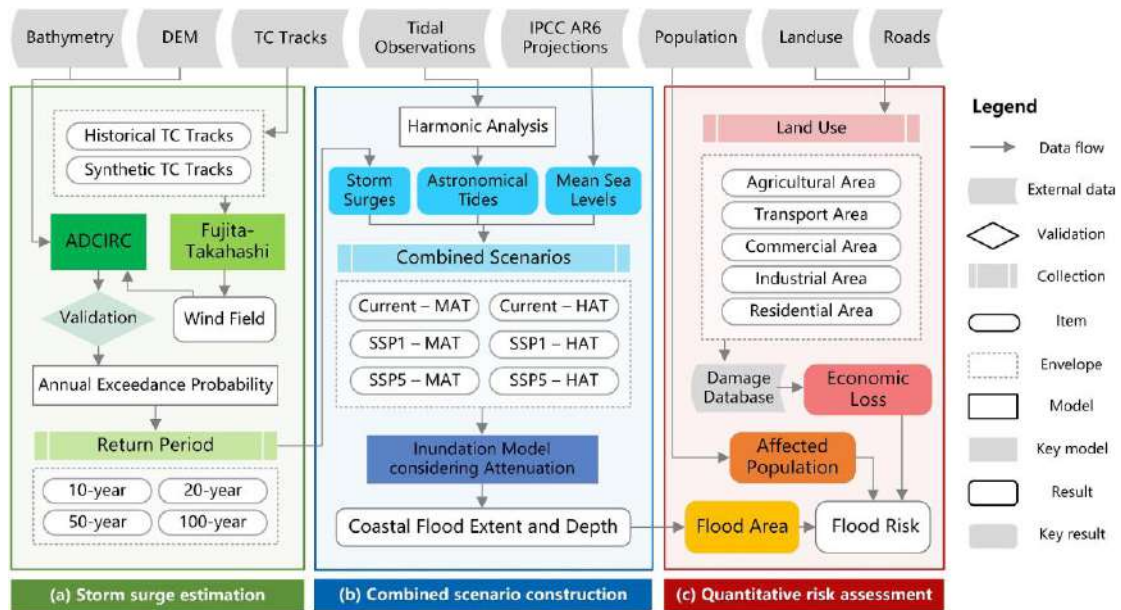 Bathymetry
DEM
TC Tracks
Tidal
Observations
IPCC AR6
Projections
Population
Landuse
Roads
Historical TC Tracks
Synthetic TC Tracks
ADCIRC
Fujita-
Takahashi
Validation
Wind Field
Annual Exceedance Probability
Return Period
10-year
20-year
50-year
100-year
(a) Storm surge estimation
Harmonic Analysis
Storm
Surges
Astronomical
Tides
Mean Sea
Levels
Combined Scenarios
Current – MAT
Current – HAT
SSP1 – MAT
SSP1 – HAT
SSP5 – MAT
SSP5 – HAT
Inundation Model
considering Attenuation
Coastal Flood Extent and Depth
(b) Combined scenario construction
Land Use
Agricultural Area
Transport Area
Commercial Area
Industrial Area
Residential Area
Damage
Database
Economic
Loss
Affected
Population
Flood Area
Flood Risk
(c) Quantitative risk assessment
Legend
Data flow
External data
Validation
Collection
Item
Envelope
Model
Key model
Result
Key result